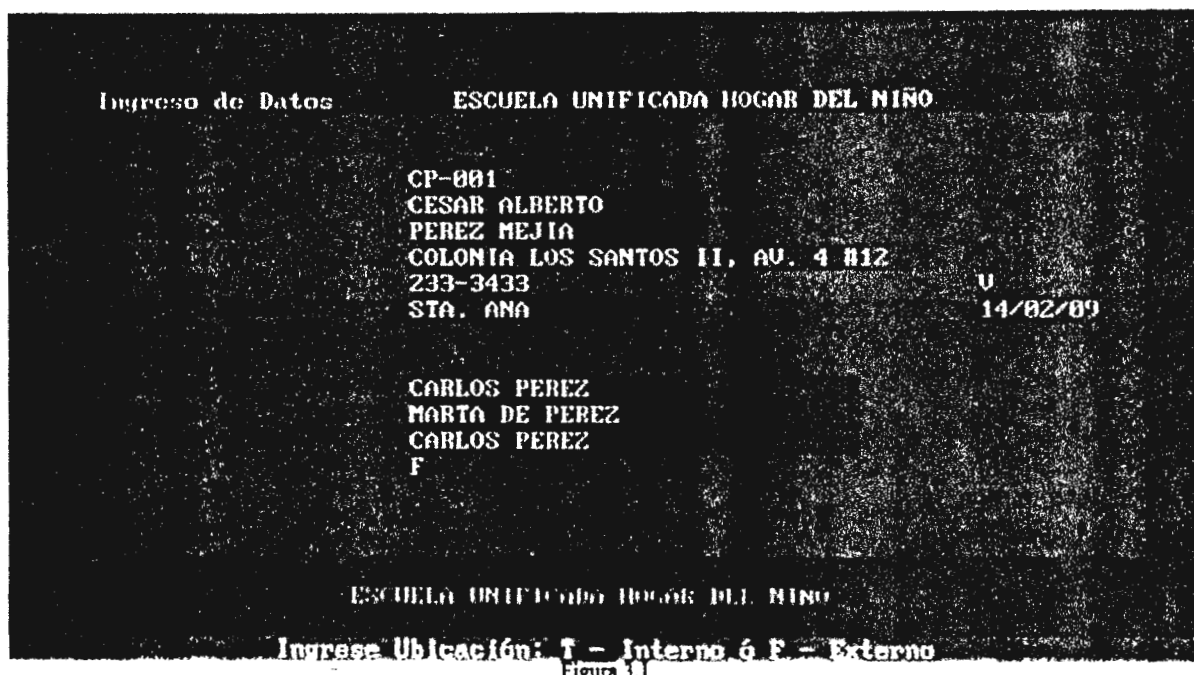 Ingreso de Datos ESCUELA UNIFICADA HOGAR DEL NIÑO
CP-001
CESAR ALBERTO
PEREZ MEJIA
COLONIA LOS SANTOS II, AV. 4 #12
233-3433 V
STA. ANA 14/02/89
CARLOS PEREZ
MARTA DE PEREZ
CARLOS PEREZ
F
ESCUELA UNIFICADA HOGAR DEL NINO
Ingrese Ubicación: T - Interno ó F - Externo
Figura 3.1